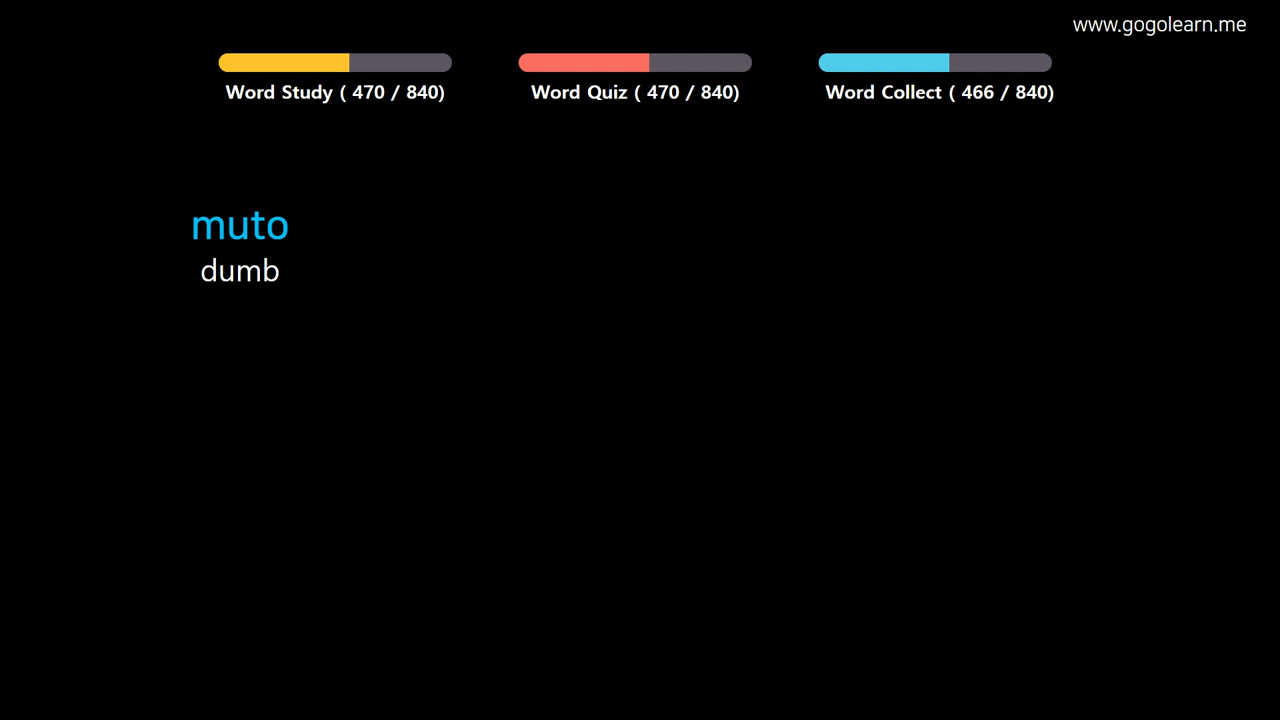 www.gogolearn.me
Word Study ( 470 / 840)
Word Quiz ( 470 / 840)
Word Collect ( 466 / 840)
muto
dumb